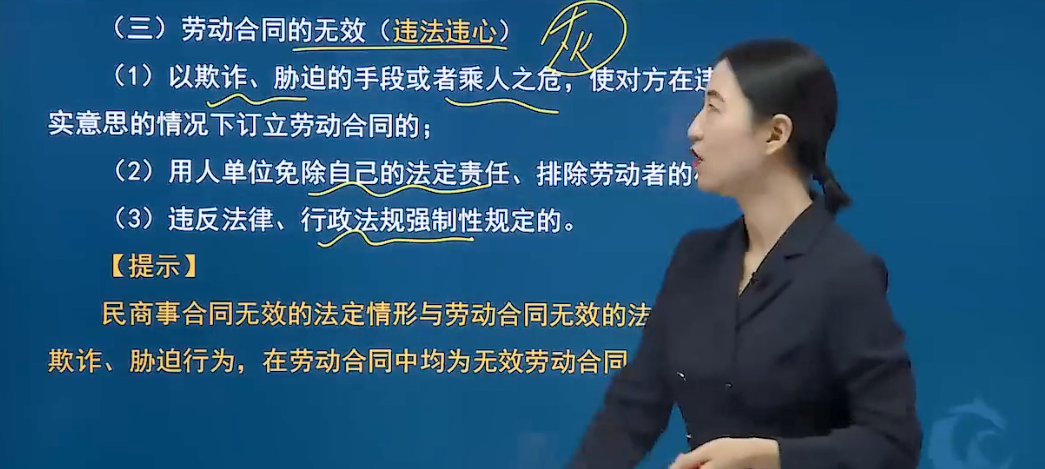 （三）劳动合同的无效（违法违心）
（1）以欺诈、胁迫的手段或者乘人之危，使对方在违
实意思的情况下订立劳动合同的；
（2）用人单位免除自己的法定责任、排除劳动者的
（3）违反法律、行政法规强制性规定的。
【提示】
民商事合同无效的法定情形与劳动合同无效的法
欺诈、胁迫行为，在劳动合同中均为无效劳动合同